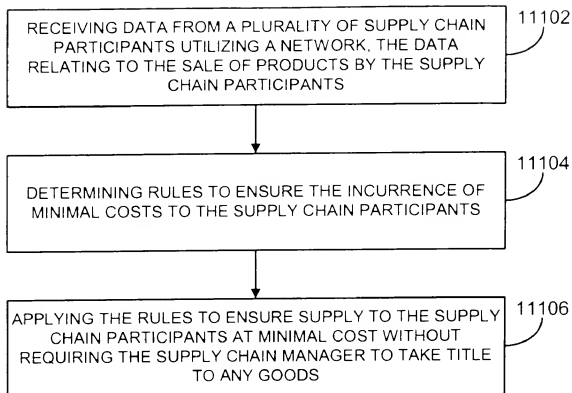 RECEIVING DATA FROM A PLURALITY OF SUPPLY CHAIN
PARTICIPANTS UTILIZING A NETWORK, THE DATA
RELATING TO THE SALE OF PRODUCTS BY THE SUPPLY
CHAIN PARTICIPANTS
11102
DETERMINING RULES TO ENSURE THE INCURRENCE OF
MINIMAL COSTS TO THE SUPPLY CHAIN PARTICIPANTS
11104
APPLYING THE RULES TO ENSURE SUPPLY TO THE SUPPLY
CHAIN PARTICIPANTS AT MINIMAL COST WITHOUT
REQUIRING THE SUPPLY CHAIN MANAGER TO TAKE TITLE
TO ANY GOODS
11106